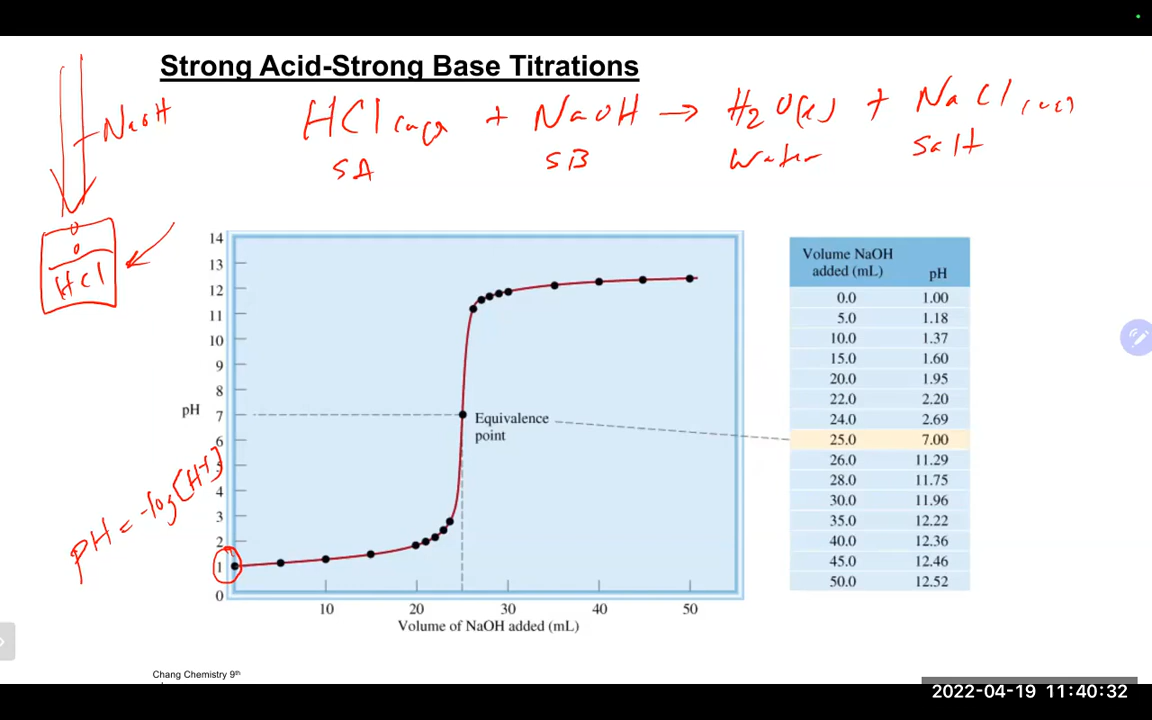 Strong Acid-Strong Base Titrations
NaOH
HCl(aq) + NaOH → H2O(l) + NaCl
SA SB Water Salt
HCl
pH = -log[H+]
14
13
12
11
10
9
8
pH 7
6
4
3
2
1
0
Equivalence
point
10 20 30 40 50
Volume of NaOH added (mL)
Volume NaOH
added (mL) pH
0.0 1.00
5.0 1.18
10.0 1.37
15.0 1.60
20.0 1.95
22.0 2.20
24.0 2.69
25.0 7.00
26.0 11.29
28.0 11.75
30.0 11.96
35.0 12.22
40.0 12.36
45.0 12.46
50.0 12.52
Chang Chemistry 9th
2022-04-19 11:40:32